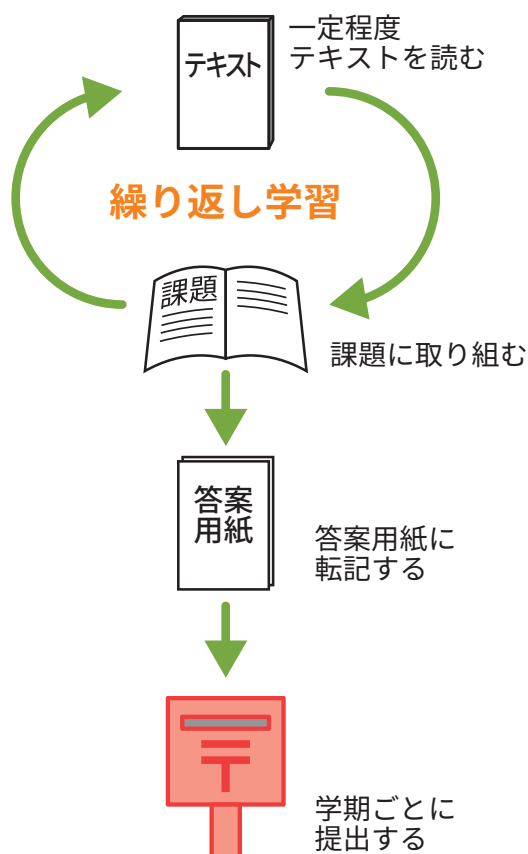 テキスト
一定程度
テキストを読む
繰り返し学習
課題
課題に取り組む
答案
用紙
答案用紙に
転記する
学期ごとに
提出する